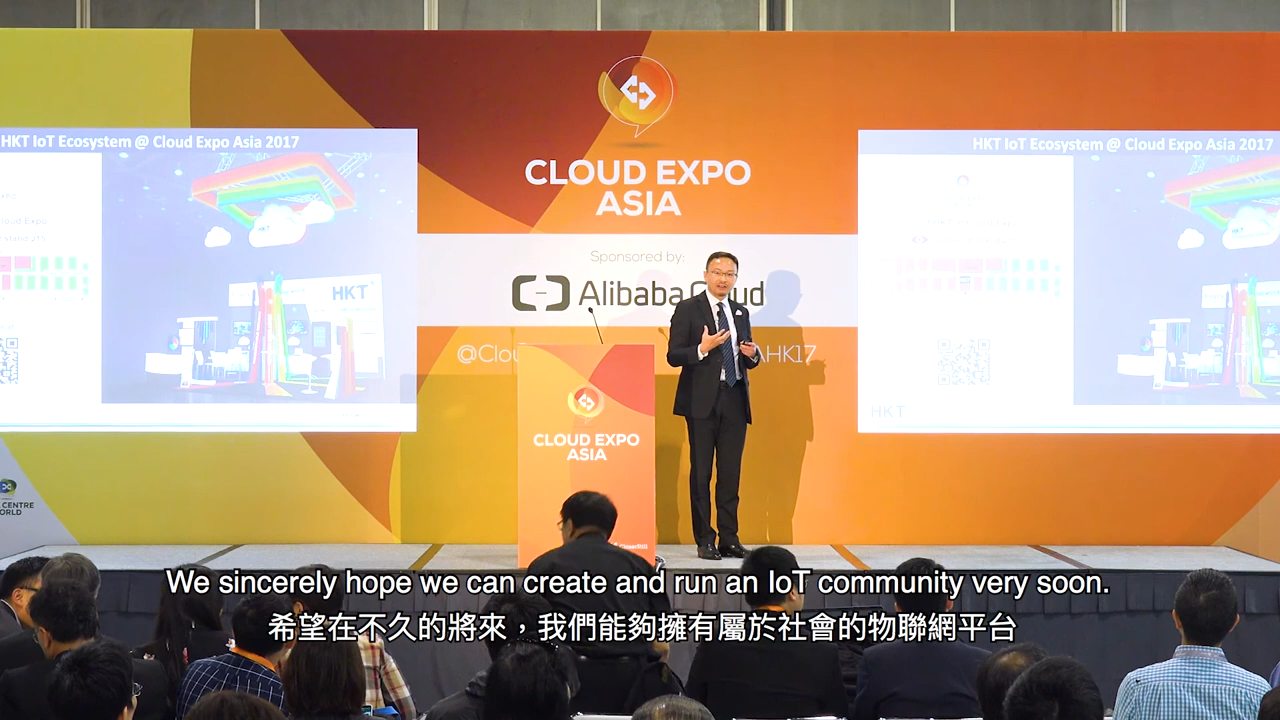 HKT IoT Ecosystem @ Cloud Expo Asia 2017
HKT IoT Ecosystem @ Cloud Expo Asia 2017
CLOUD EXPO
ASIA
Sponsored by:
Alibaba Cloud
HKT
HKT
CLOUD EXPO
ASIA
CENTRE
We sincerely hope we can create and run an IoT community very soon.
希望在不久的將來，我們能夠擁有屬於社會的物聯網平台